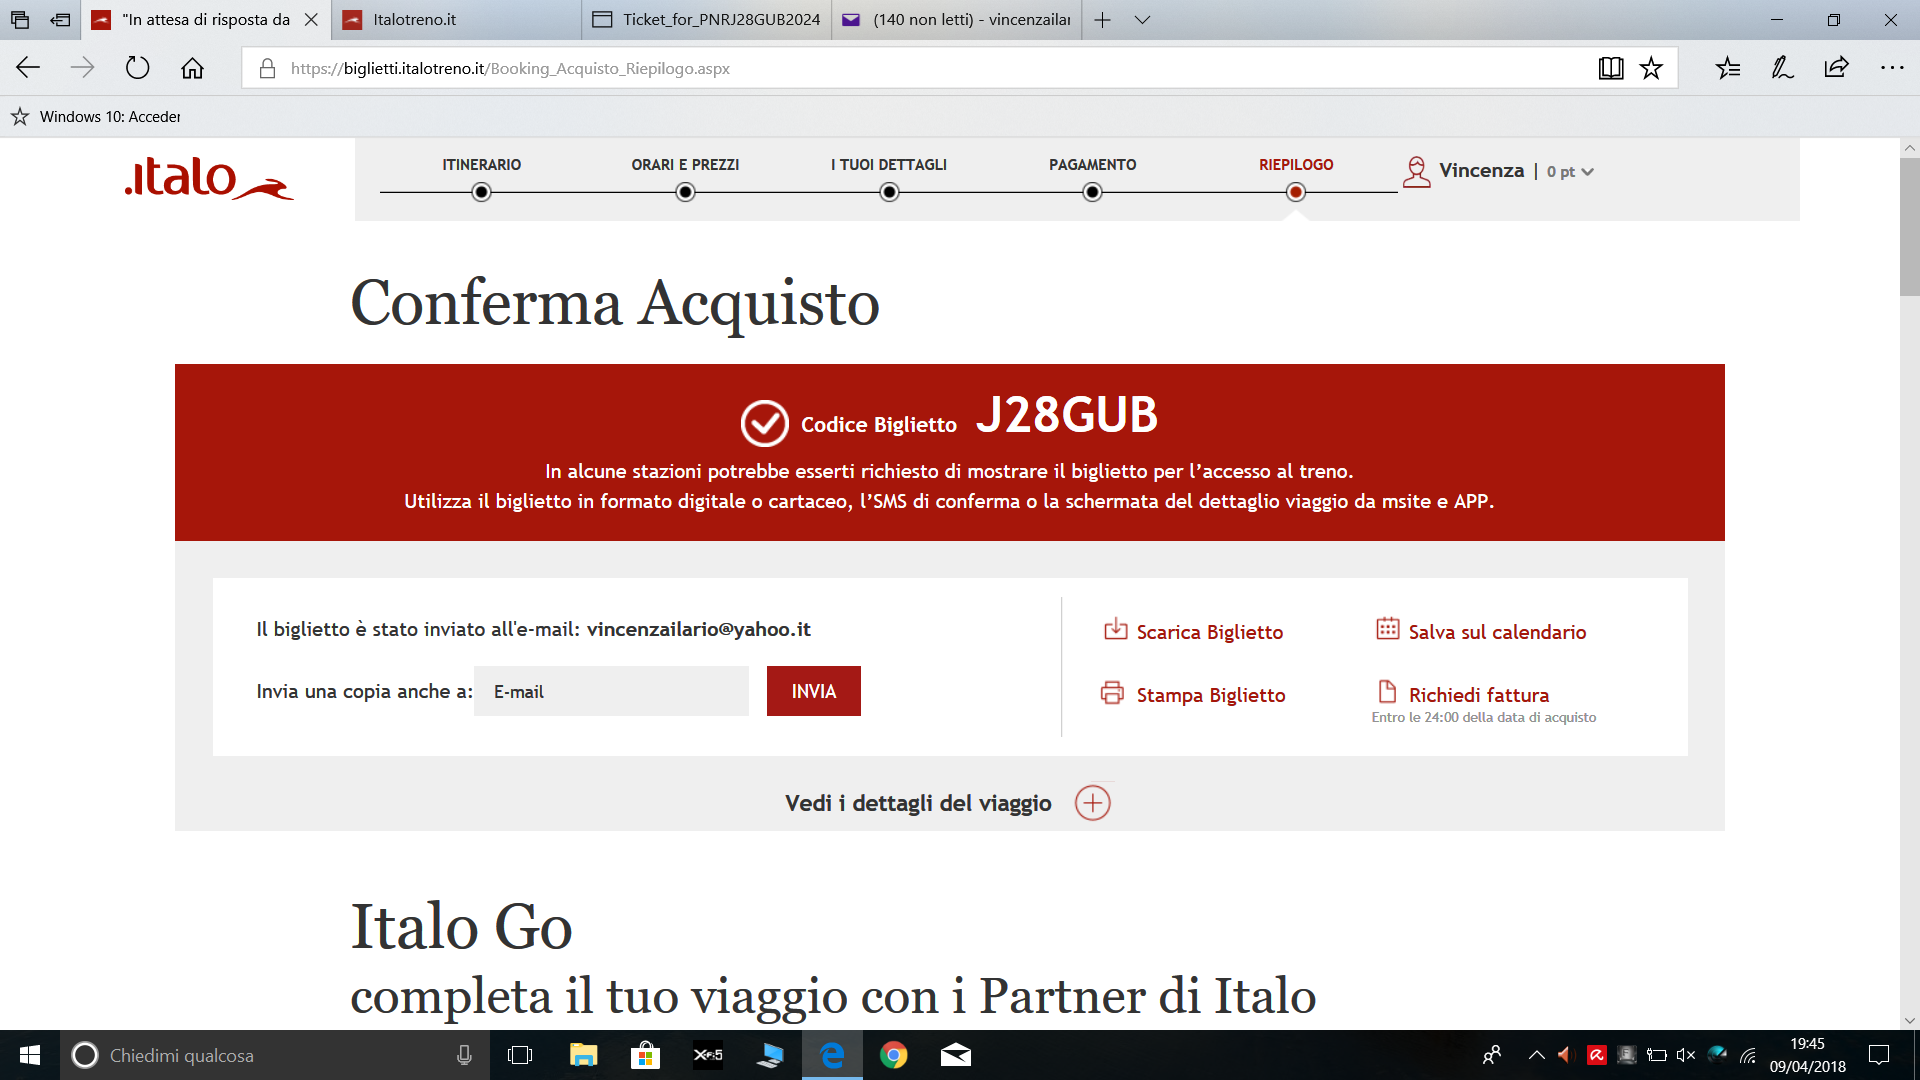 "In attesa di risposta da
Italotreno.it
Ticket_for_PNRJ28GUB2024
(140 non letti) - vincenzailar
https://biglietti.italotreno.it/Booking_Acquisto_Riepilogo.aspx
Windows 10: Acceder
.italo
ITINERARIO
ORARI E PREZZI
I TUOI DETTAGLI
PAGAMENTO
RIEPILOGO
Vincenza | 0 pt
Conferma Acquisto
Codice Biglietto J28GUB
In alcune stazioni potrebbe esserti richiesto di mostrare il biglietto per l’accesso al treno.
Utilizza il biglietto in formato digitale o cartaceo, l’SMS di conferma o la schermata del dettaglio viaggio da msite e APP.
Il biglietto è stato inviato all'e-mail: vincenzailario@yahoo.it
Invia una copia anche a: E-mail INVIA
Scarica Biglietto
Salva sul calendario
Stampa Biglietto
Richiedi fattura
Entro le 24:00 della data di acquisto
Vedi i dettagli del viaggio
Italo Go
completa il tuo viaggio con i Partner di Italo
Chiedimi qualcosa
XF:5
19:45
09/04/2018